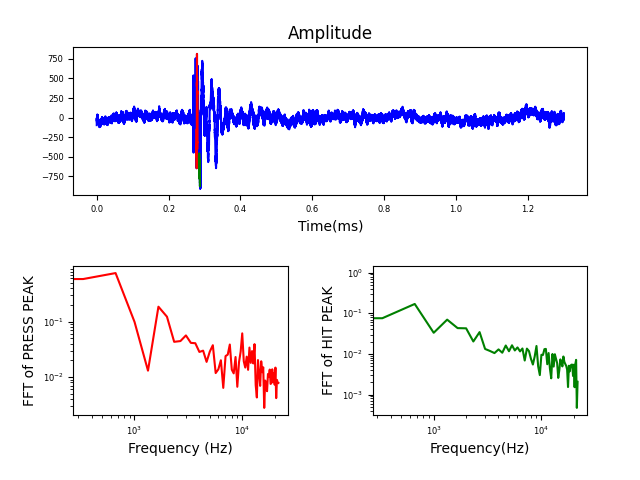 Amplitude
750
500
250
0
−250
−500
−750
0.0 0.2 0.4 0.6 0.8 1.0 1.2
Time(ms)
FFT of PRESS PEAK
10⁻¹
10⁻²
10³ 10⁴
Frequency (Hz)
FFT of HIT PEAK
10⁰
10⁻¹
10⁻²
10⁻³
10³ 10⁴
Frequency(Hz)